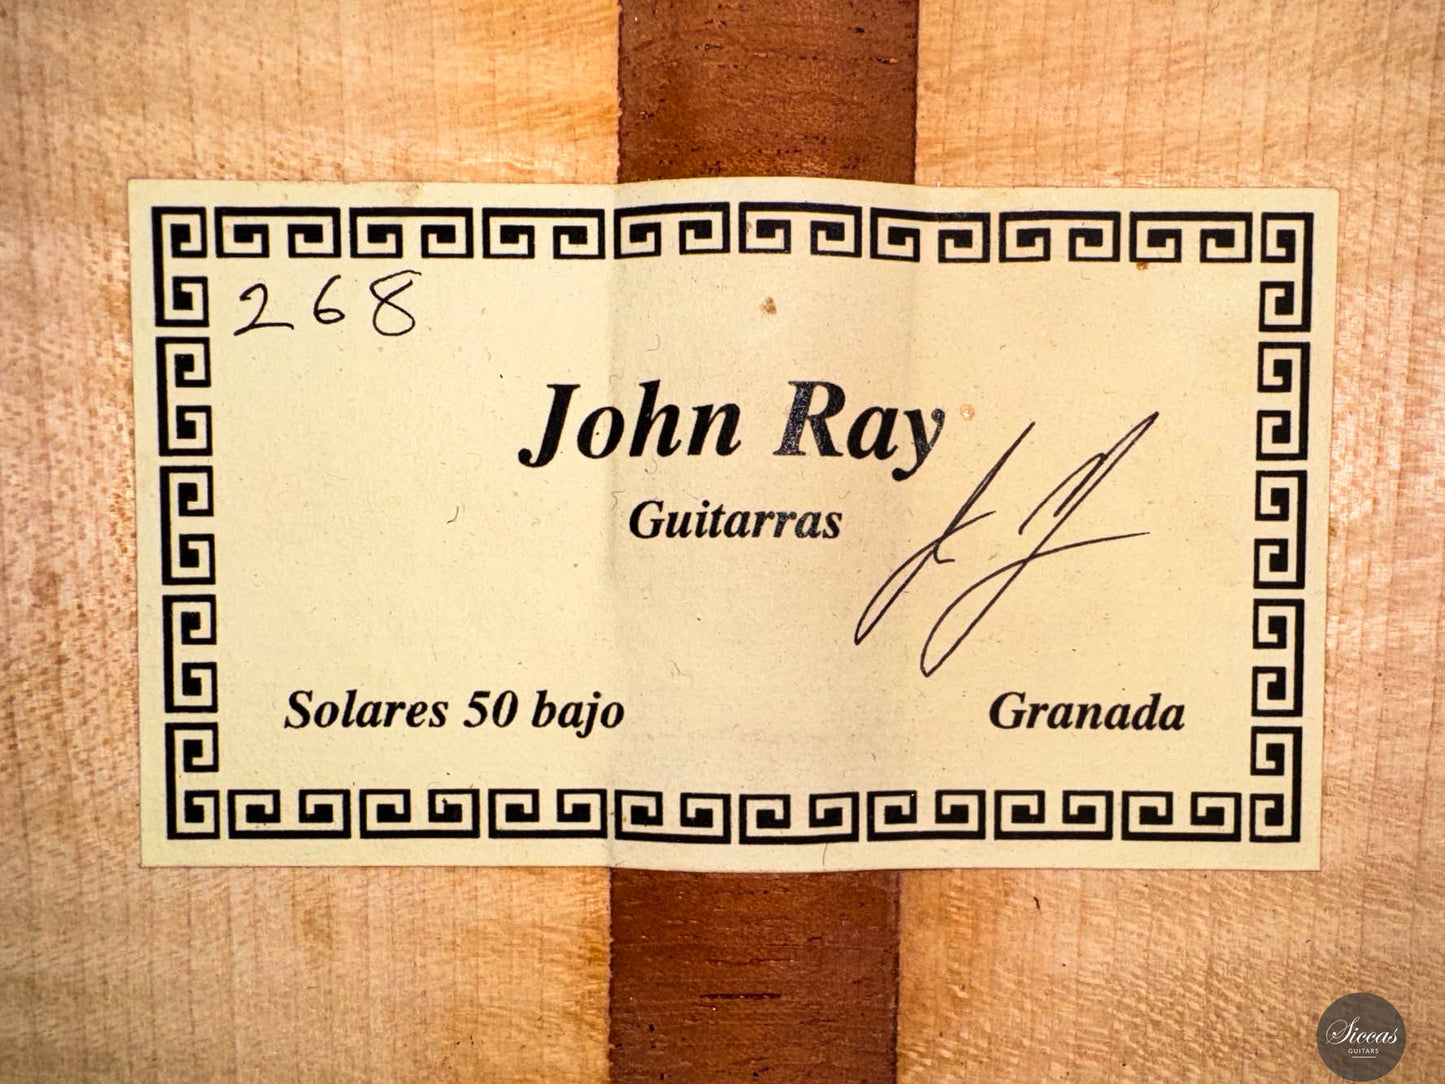 268
John Ray
Guitarras
Solares 50 bajo
Granada
Siccas
GUITARS